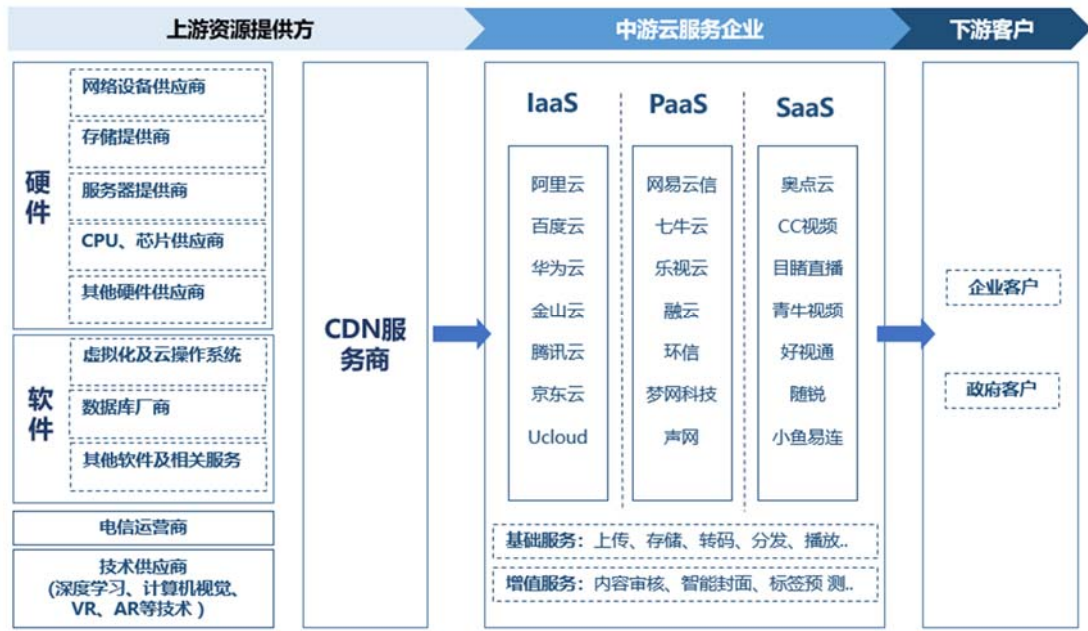 上游资源提供方
中游云服务企业
下游客户
硬
件
网络设备供应商
存储提供商
服务器提供商
CPU、芯片供应商
其他硬件供应商
软
件
虚拟化及云操作系统
数据库厂商
其他软件及相关服务
电信运营商
技术供应商
(深度学习、计算机视觉、
VR、AR等技术 )
CDN服
务商
IaaS
阿里云
百度云
华为云
金山云
腾讯云
京东云
Ucloud
PaaS
网易云信
七牛云
乐视云
融云
环信
梦网科技
声网
SaaS
奥点云
CC视频
目睹直播
青牛视频
好视通
随锐
小鱼易连
基础服务：上传、存储、转码、分发、播放..
增值服务：内容审核、智能封面、标签预 测..
企业客户
政府客户